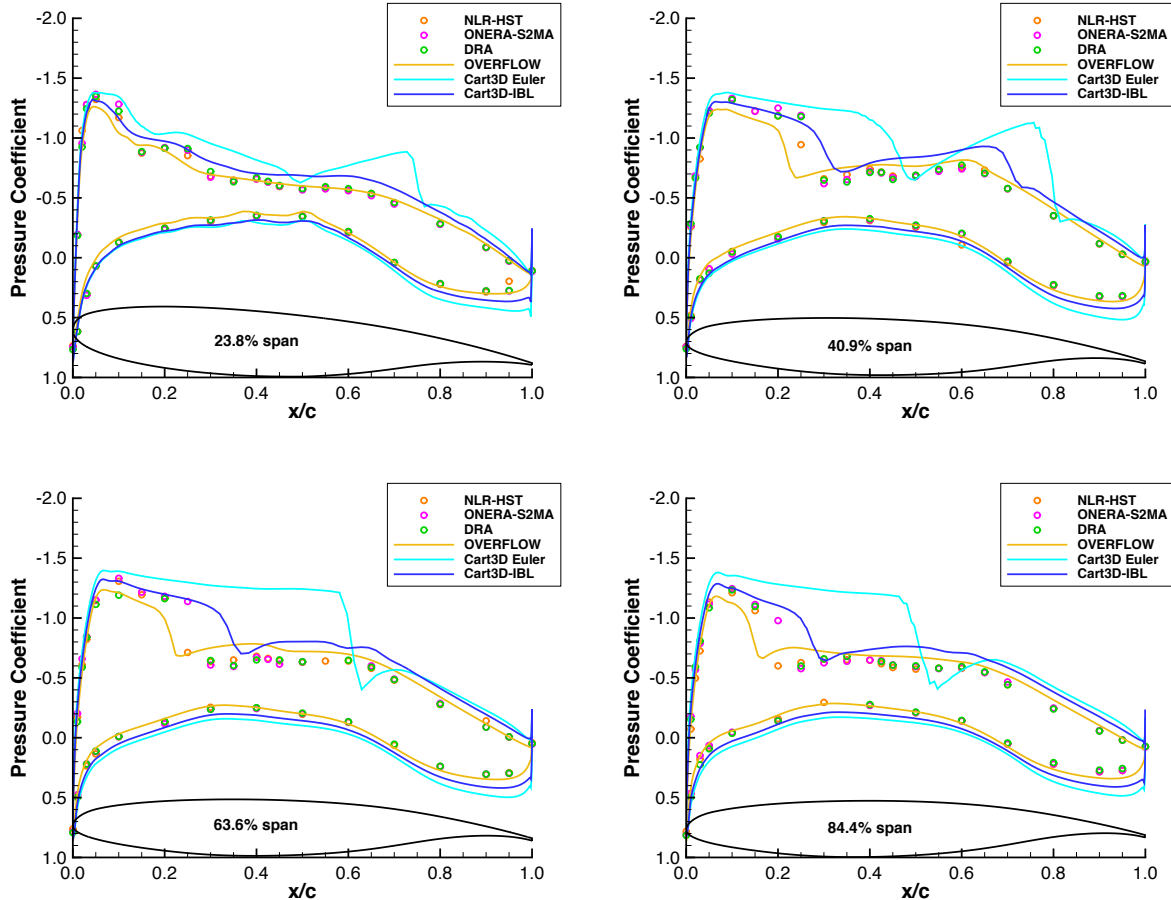 -2.0
-1.5
-1.0
-0.5
0.0
0.5
1.0
Pressure Coefficient
NLR-HST
ONERA-S2MA
DRA
OVERFLOW
Cart3D Euler
Cart3D-IBL
23.8% span
0.0 0.2 0.4 0.6 0.8 1.0
x/c
-2.0
-1.5
-1.0
-0.5
0.0
0.5
1.0
Pressure Coefficient
NLR-HST
ONERA-S2MA
DRA
OVERFLOW
Cart3D Euler
Cart3D-IBL
40.9% span
0.0 0.2 0.4 0.6 0.8 1.0
x/c
-2.0
-1.5
-1.0
-0.5
0.0
0.5
1.0
Pressure Coefficient
NLR-HST
ONERA-S2MA
DRA
OVERFLOW
Cart3D Euler
Cart3D-IBL
63.6% span
0.0 0.2 0.4 0.6 0.8 1.0
x/c
-2.0
-1.5
-1.0
-0.5
0.0
0.5
1.0
Pressure Coefficient
NLR-HST
ONERA-S2MA
DRA
OVERFLOW
Cart3D Euler
Cart3D-IBL
84.4% span
0.0 0.2 0.4 0.6 0.8 1.0
x/c